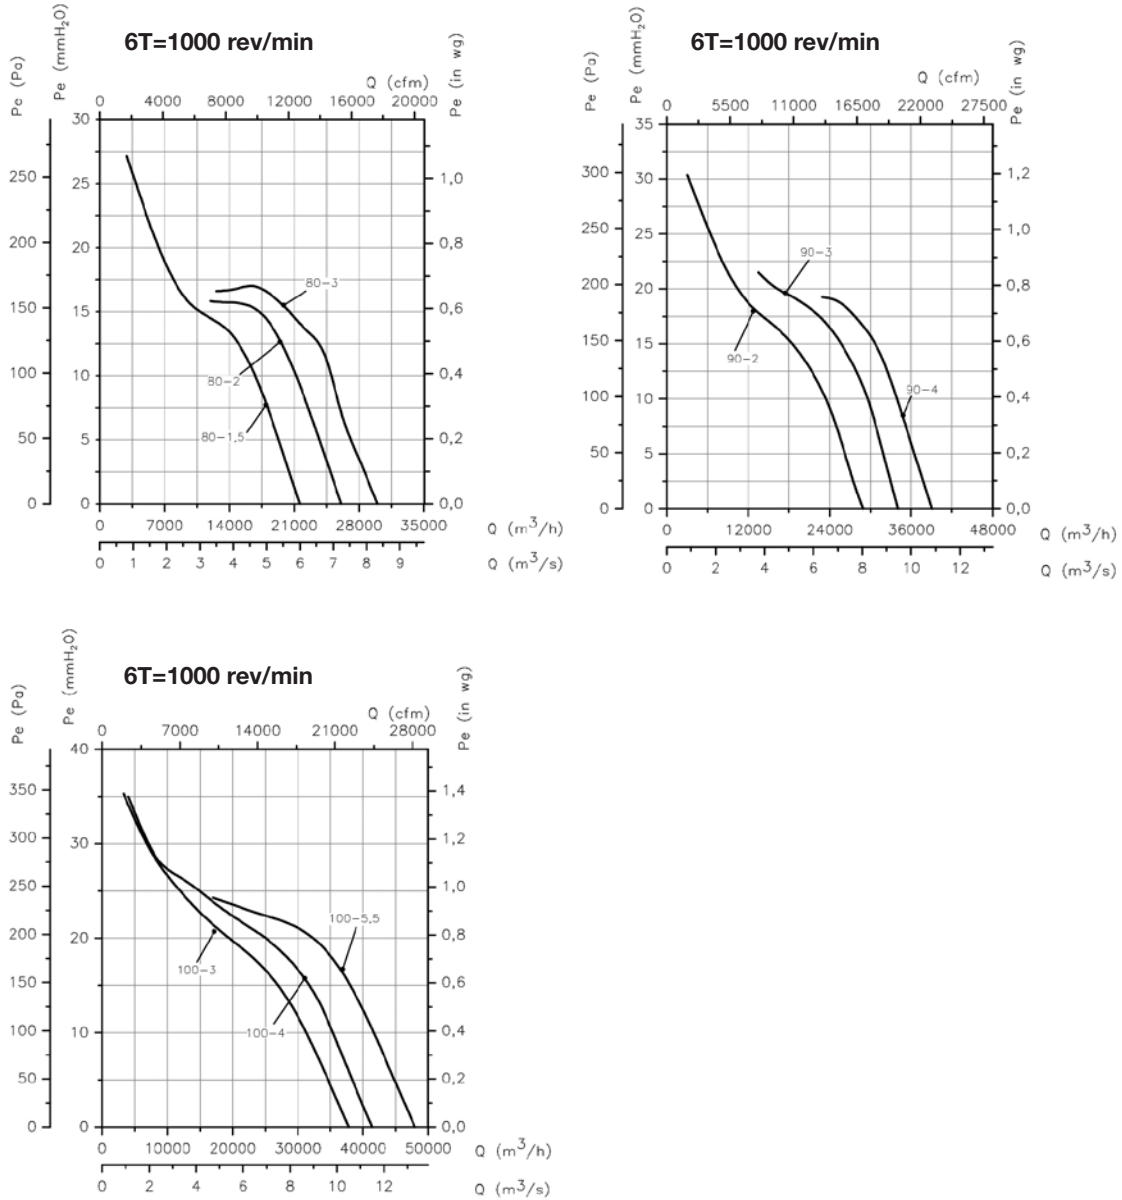 6T=1000 rev/min
Pe (Pa)
Pe (mmH2O)
Pe (in wg)
Q (cfm)
0 4000 8000 12000 16000 20000
30
25
20
15
10
5
0
250
200
150
100
50
0
1,0
0,8
0,6
0,4
0,2
0,0
80-3
80-2
80-1,5
0 7000 14000 21000 28000 35000 Q (m3/h)
0 1 2 3 4 5 6 7 8 9 Q (m3/s)
6T=1000 rev/min
Pe (Pa)
Pe (mmH2O)
Pe (in wg)
Q (cfm)
0 5500 11000 16500 22000 27500
35
30
25
20
15
10
5
0
300
250
200
150
100
50
0
1,2
1,0
0,8
0,6
0,4
0,2
0,0
90-3
90-2
90-4
0 12000 24000 36000 48000 Q (m3/h)
0 2 4 6 8 10 12 Q (m3/s)
6T=1000 rev/min
Pe (Pa)
Pe (mmH2O)
Pe (in wg)
Q (cfm)
0 7000 14000 21000 28000
40
30
20
10
0
350
300
250
200
150
100
50
0
1,4
1,2
1,0
0,8
0,6
0,4
0,2
0,0
100-5,5
100-3
100-4
0 10000 20000 30000 40000 50000 Q (m3/h)
0 2 4 6 8 10 12 Q (m3/s)